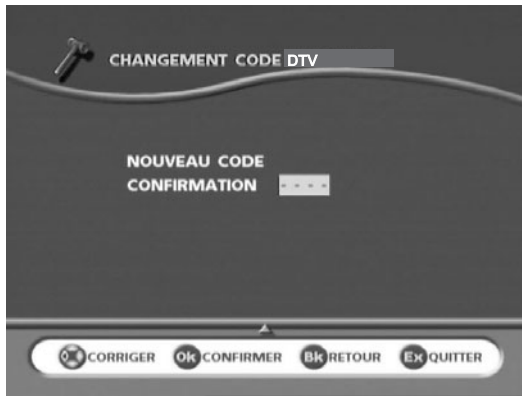 CHANGEMENT CODE DTV
NOUVEAU CODE
CONFIRMATION - - - -
CORRIGER Ok CONFIRMER Bk RETOUR Ex QUITTER